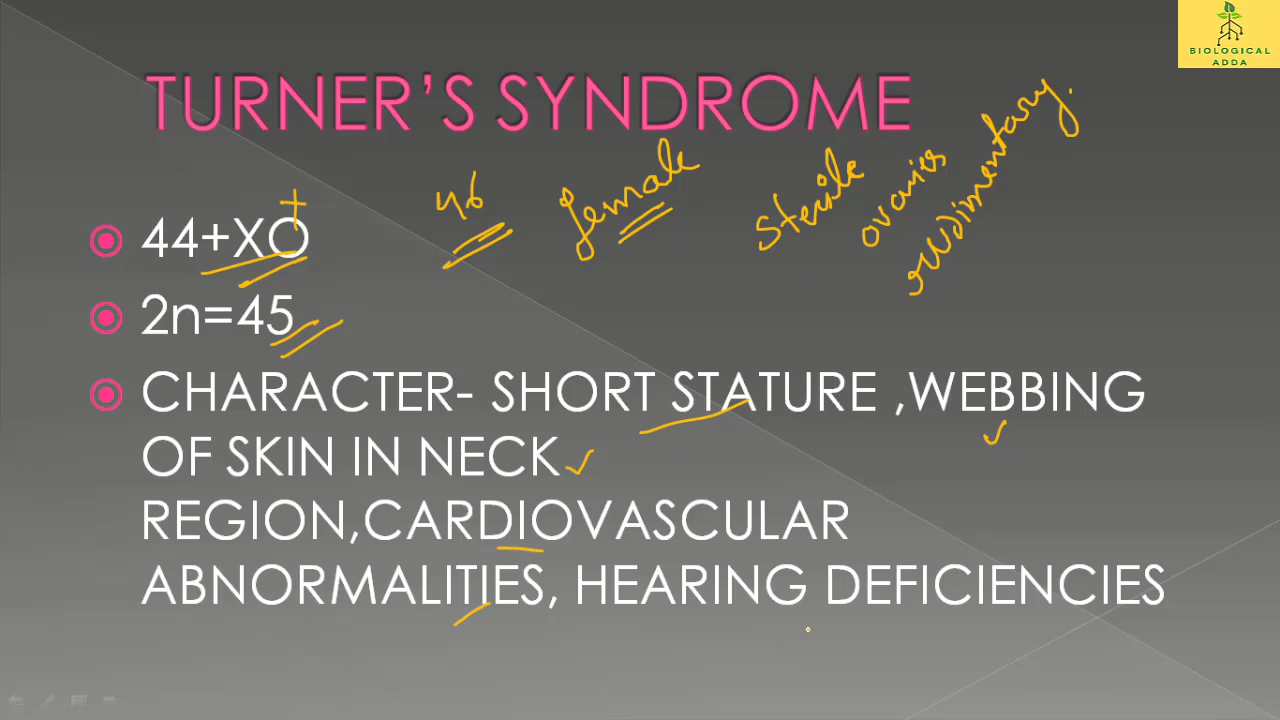 BIOLOGICAL
ADDA
TURNER’S SYNDROME
44+XO
46
female
sterile
ovaries
rudimentary.
2n=45
CHARACTER- SHORT STATURE ,WEBBING
OF SKIN IN NECK
REGION,CARDIOVASCULAR
ABNORMALITIES, HEARING DEFICIENCIES